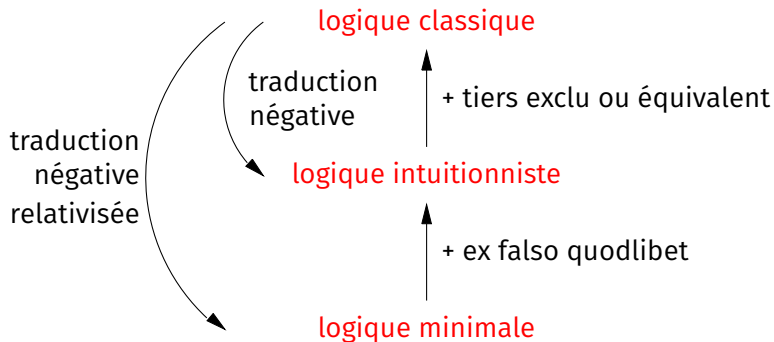 logique classique
traduction
négative
+ tiers exclu ou équivalent
traduction
négative
relativisée
logique intuitionniste
+ ex falso quodlibet
logique minimale